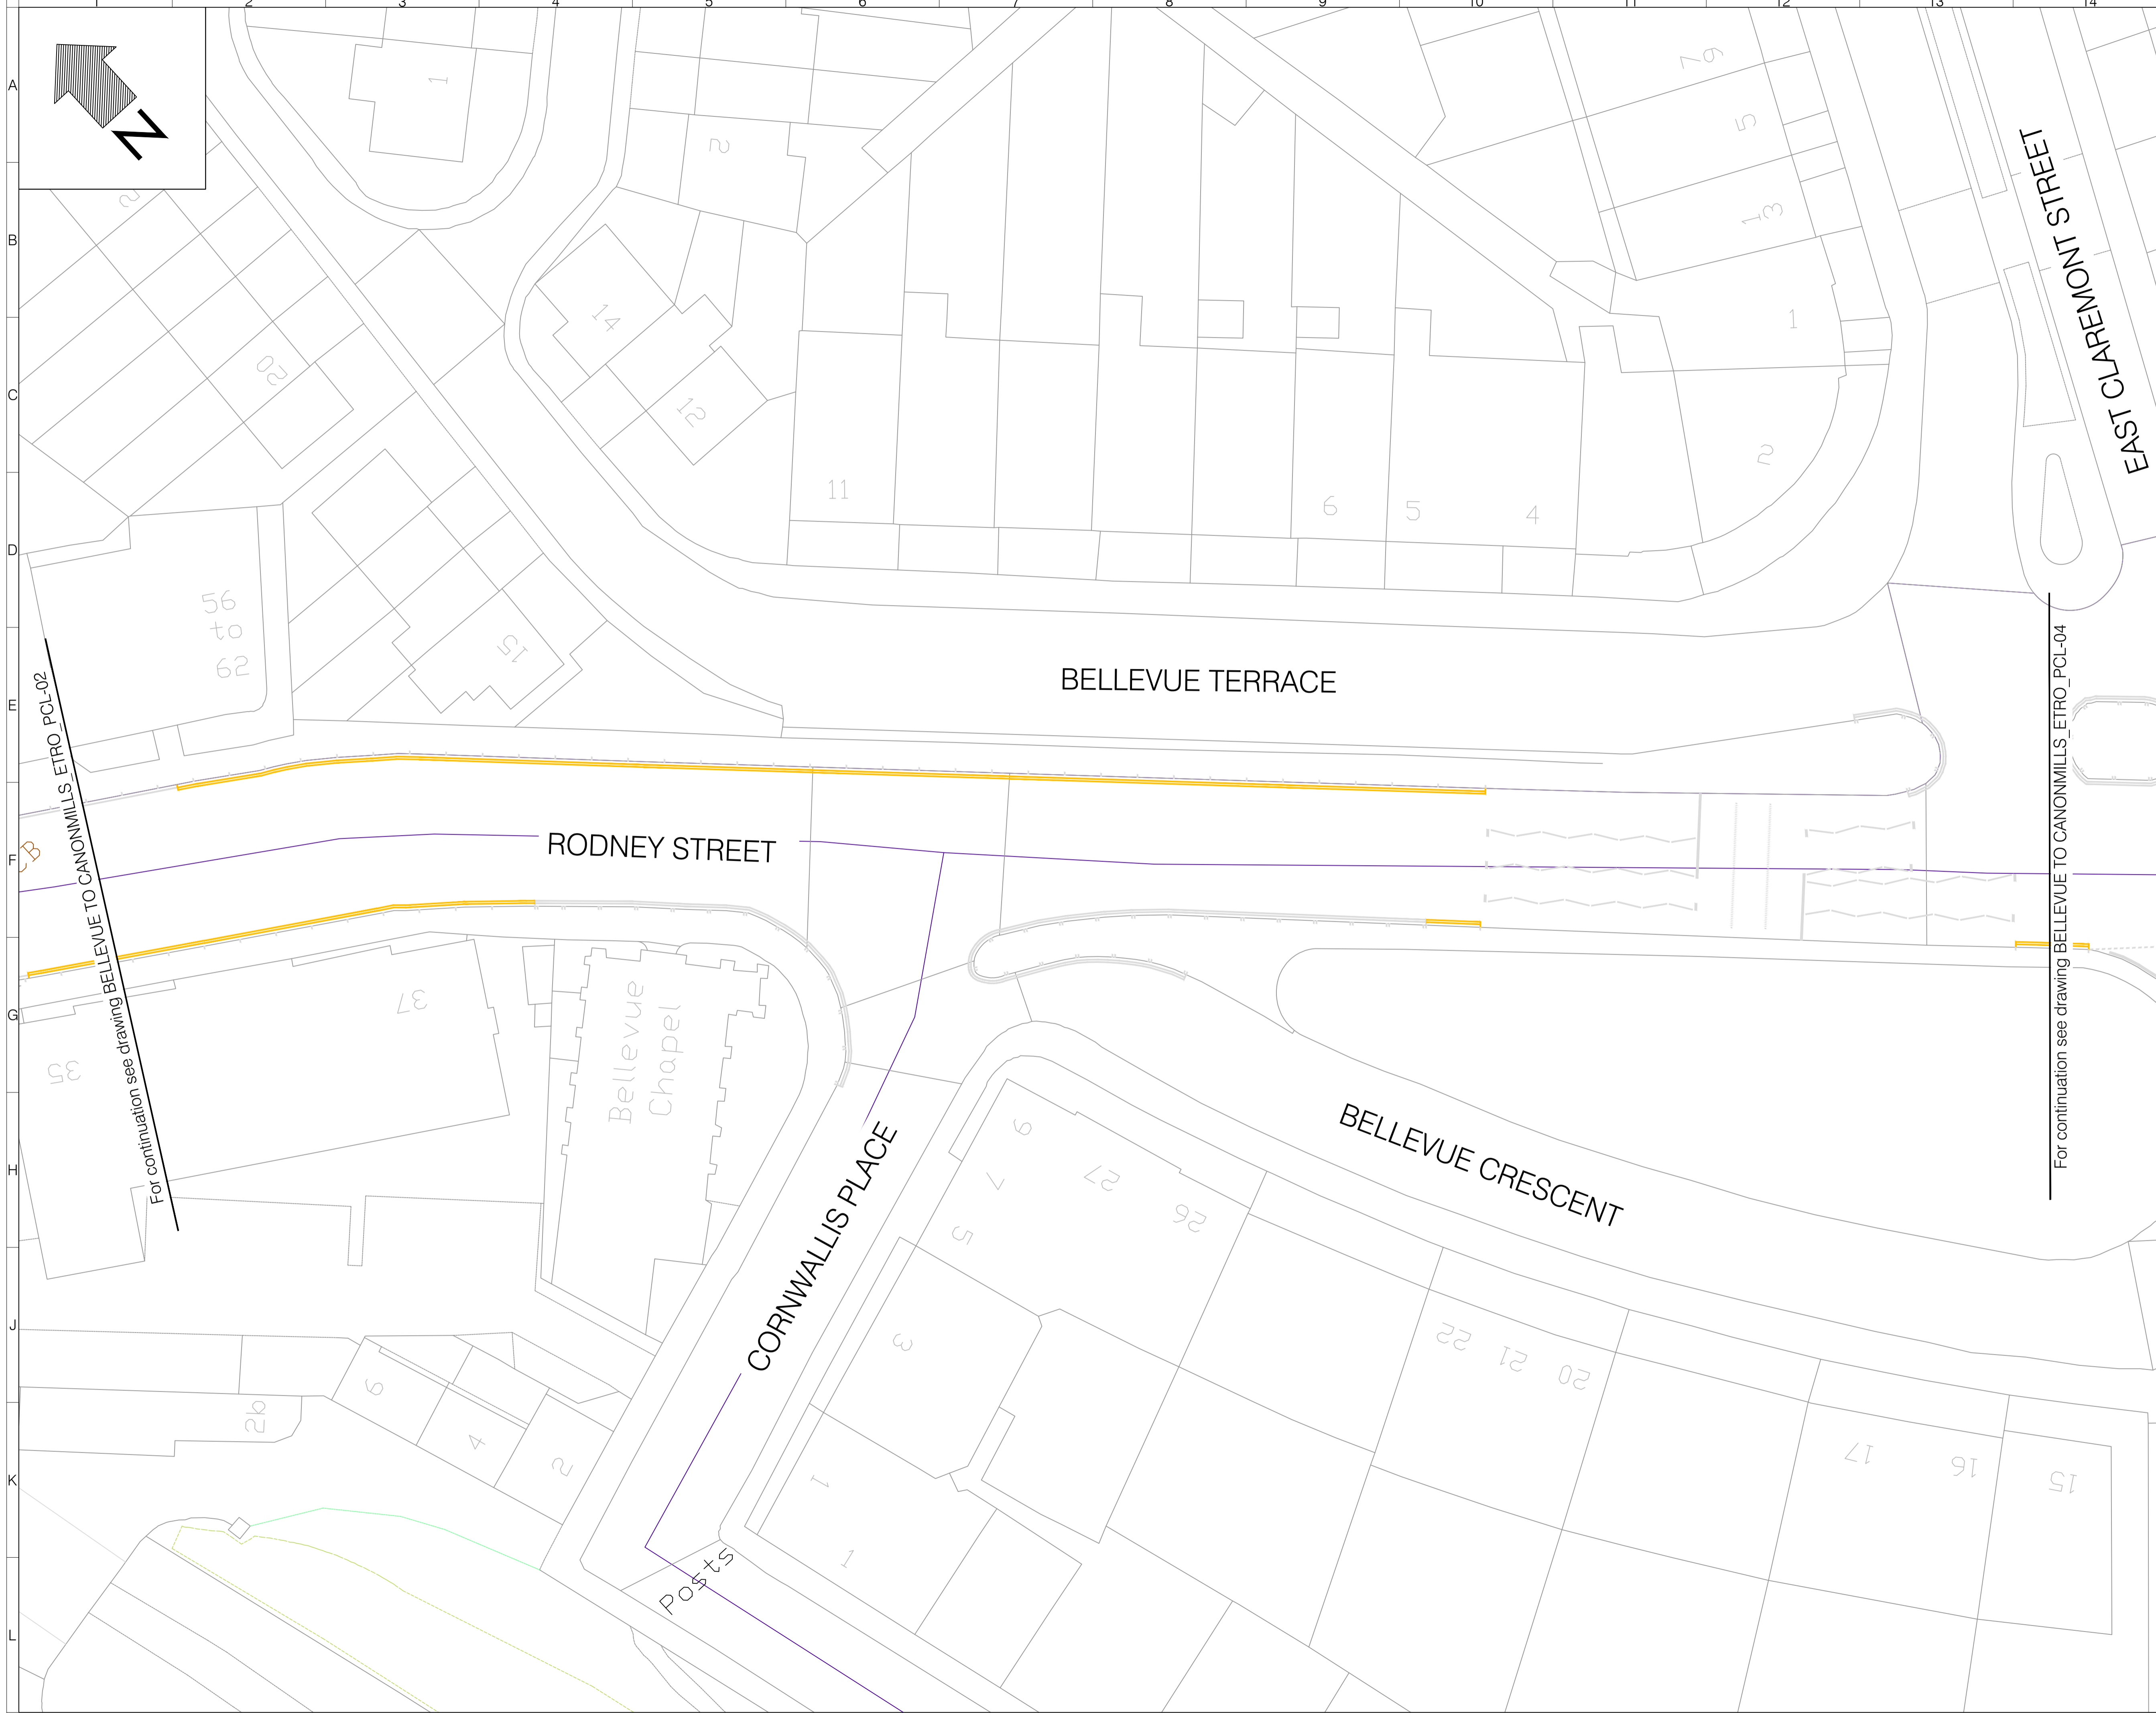 1 2 3 4 5 6 7 8 9 10 11 12 13 14
A
B
C
D
E
F
G
H
J
K
L
N
1
2
2
79
5
13
1
2
EAST CLAREMONT STREET
14
12
20
11
6
5
4
56
to
62
15
BELLEVUE TERRACE
For continuation see drawing BELLEVUE TO CANONMILLS_ETRO_PCL-02
For continuation see drawing BELLEVUE TO CANONMILLS_ETRO_PCL-04
RODNEY STREET
37
35
Bellevue
Chapel
CORNWALLIS PLACE
BELLEVUE CRESCENT
9
7
5
27
26
3
22
21
20
1
1
17
16
15
6
4
2
2b
Posts